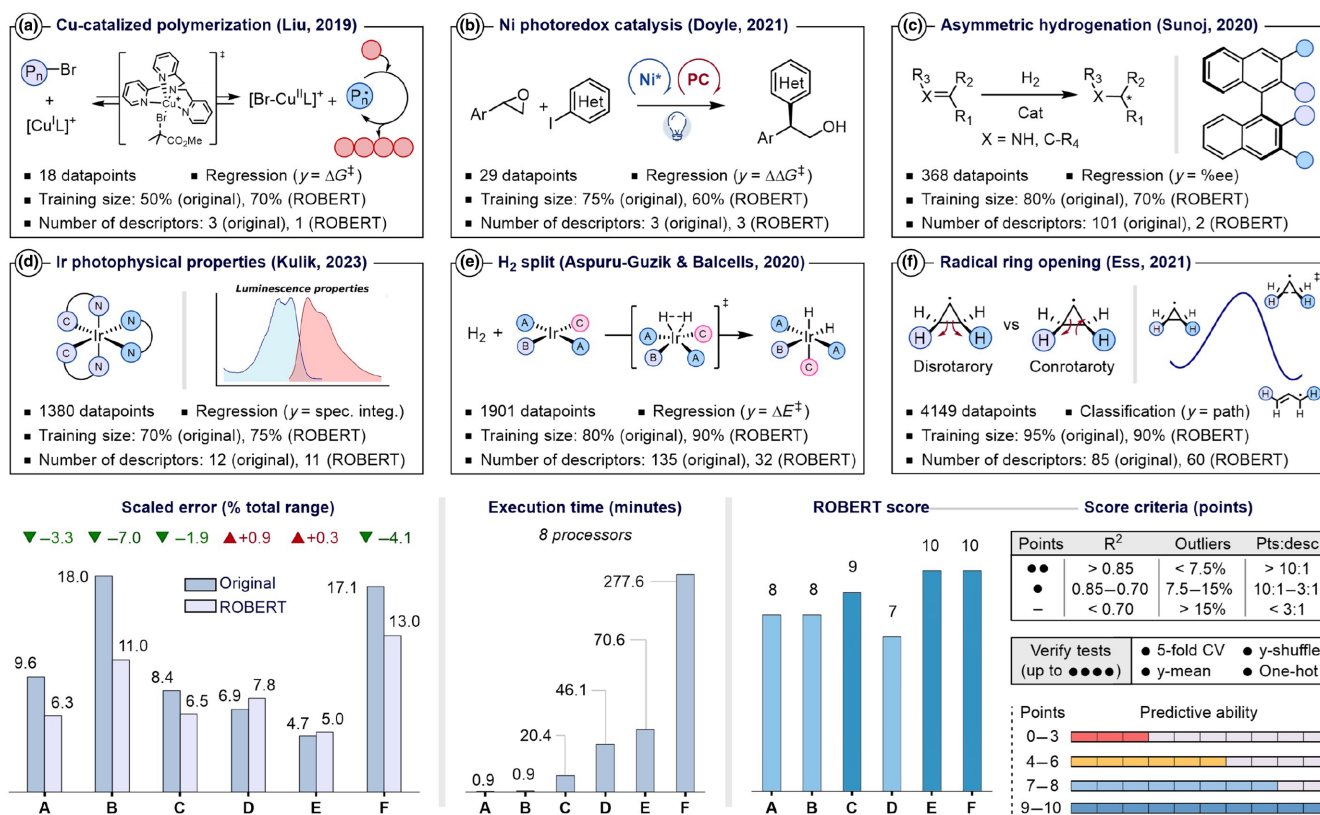 (a) Cu-catalized polymerization (Liu, 2019)
Pn Br
+
[CuᴵL]⁺
N N N N Cu⁺
Br
CO₂Me
‡
[Br-CuᴵᴵL]⁺ + Pn•
▪ 18 datapoints ▪ Regression (y = ΔG‡)
▪ Training size: 50% (original), 70% (ROBERT)
▪ Number of descriptors: 3 (original), 1 (ROBERT)
(b) Ni photoredox catalysis (Doyle, 2021)
Ar O + I Het
Ni* PC
Het
Ar OH
▪ 29 datapoints ▪ Regression (y = ΔΔG‡)
▪ Training size: 75% (original), 60% (ROBERT)
▪ Number of descriptors: 3 (original), 3 (ROBERT)
(c) Asymmetric hydrogenation (Sunoj, 2020)
R₃ R₂ X R₁
H₂
Cat
R₃ R₂ X * R₁
X = NH, C-R₄
▪ 368 datapoints ▪ Regression (y = %ee)
▪ Training size: 80% (original), 70% (ROBERT)
▪ Number of descriptors: 101 (original), 2 (ROBERT)
(d) Ir photophysical properties (Kulik, 2023)
N C N Ir C N N
Luminescence properties
▪ 1380 datapoints ▪ Regression (y = spec. integ.)
▪ Training size: 70% (original), 75% (ROBERT)
▪ Number of descriptors: 12 (original), 11 (ROBERT)
(e) H₂ split (Aspuru-Guzik & Balcells, 2020)
H₂ + A C Ir B A
H--H A C Ir B A ‡
H H Ir A B C A
▪ 1901 datapoints ▪ Regression (y = ΔE‡)
▪ Training size: 80% (original), 90% (ROBERT)
▪ Number of descriptors: 135 (original), 32 (ROBERT)
(f) Radical ring opening (Ess, 2021)
H H H H vs H H H H
Disrotarory Conrotaroty
H H
H H ‡
H H H
▪ 4149 datapoints ▪ Classification (y = path)
▪ Training size: 95% (original), 90% (ROBERT)
▪ Number of descriptors: 85 (original), 60 (ROBERT)
Scaled error (% total range)
▼ –3.3 ▼ –7.0 ▼ –1.9 ▲ +0.9 ▲ +0.3 ▼ –4.1
Original
ROBERT
9.6 6.3 18.0 11.0 8.4 6.5 6.9 7.8 4.7 5.0 17.1 13.0
A B C D E F
Execution time (minutes)
8 processors
0.9 0.9 20.4 46.1 70.6 277.6
A B C D E F
ROBERT score
8 8 9 7 10 10
A B C D E F
Score criteria (points)
Points R² Outliers Pts:desc
●● > 0.85 < 7.5% > 10:1
● 0.85–0.70 7.5–15% 10:1–3:1
– < 0.70 > 15% < 3:1
Verify tests
(up to ●●●●)
● 5-fold CV ● y-shuffle
● y-mean ● One-hot
Points Predictive ability
0–3
4–6
7–8
9–10